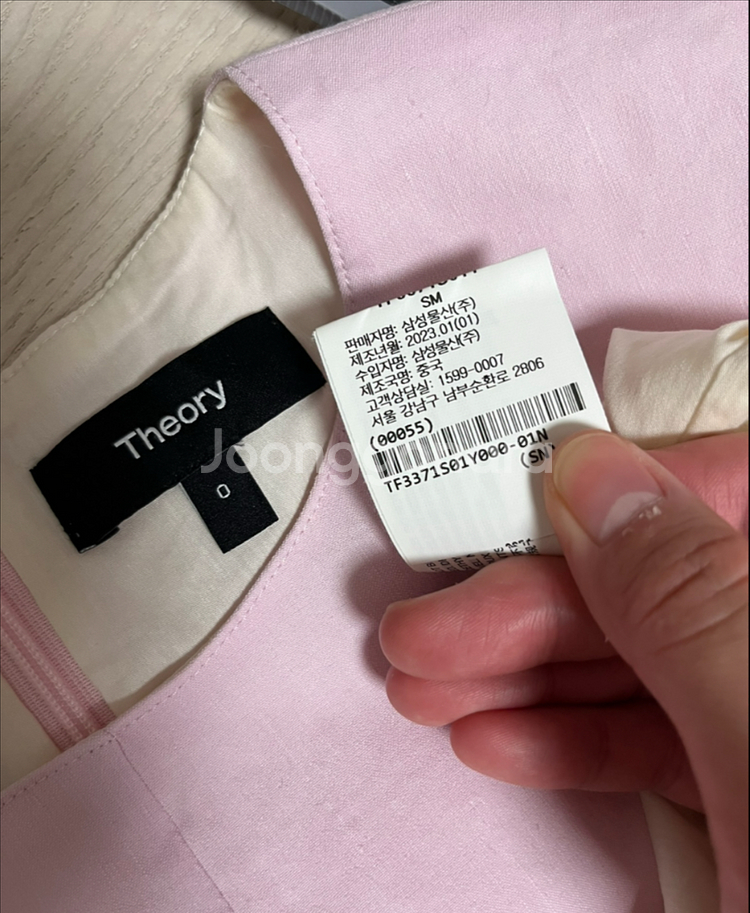 Theory
0
SM
판매자명: 삼성물산(주)
제조년월: 2023.01(01)
수입자명: 삼성물산(주)
제조국명: 중국
고객상담실: 1599-0007
서울 강남구 남부순환로 2806
(00055)
TF3371S01Y000-01N
(SN)